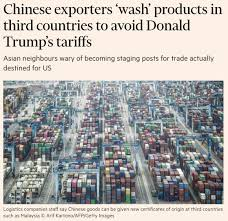 Chinese exporters ‘wash’ products in
third countries to avoid Donald
Trump’s tariffs
Asian neighbours wary of becoming staging posts for trade actually
destined for US
Logistics companies staff say Chinese goods can be given new certificates of origin at third countries
such as Malaysia © Arif Kartono/AFP/Getty Images